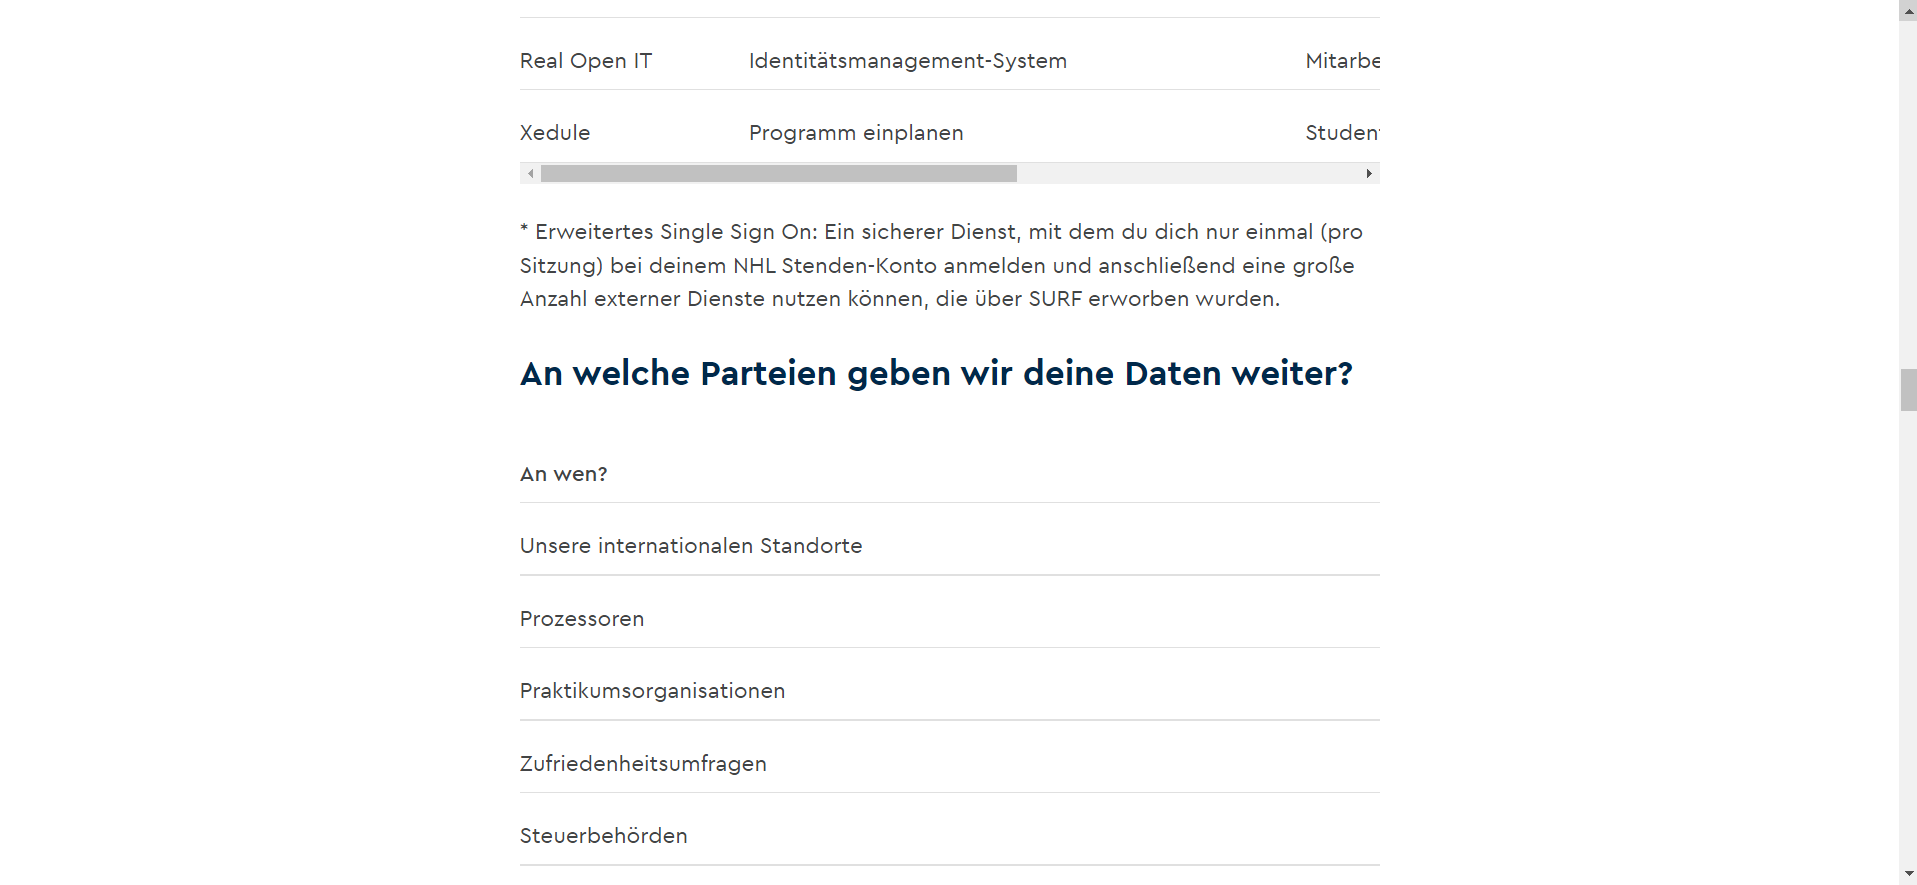 Real Open IT Identitätsmanagement-System Mitarbe
Xedule Programm einplanen Student
* Erweitertes Single Sign On: Ein sicherer Dienst, mit dem du dich nur einmal (pro
Sitzung) bei deinem NHL Stenden-Konto anmelden und anschließend eine große
Anzahl externer Dienste nutzen können, die über SURF erworben wurden.
An welche Parteien geben wir deine Daten weiter?
An wen?
Unsere internationalen Standorte
Prozessoren
Praktikumsorganisationen
Zufriedenheitsumfragen
Steuerbehörden